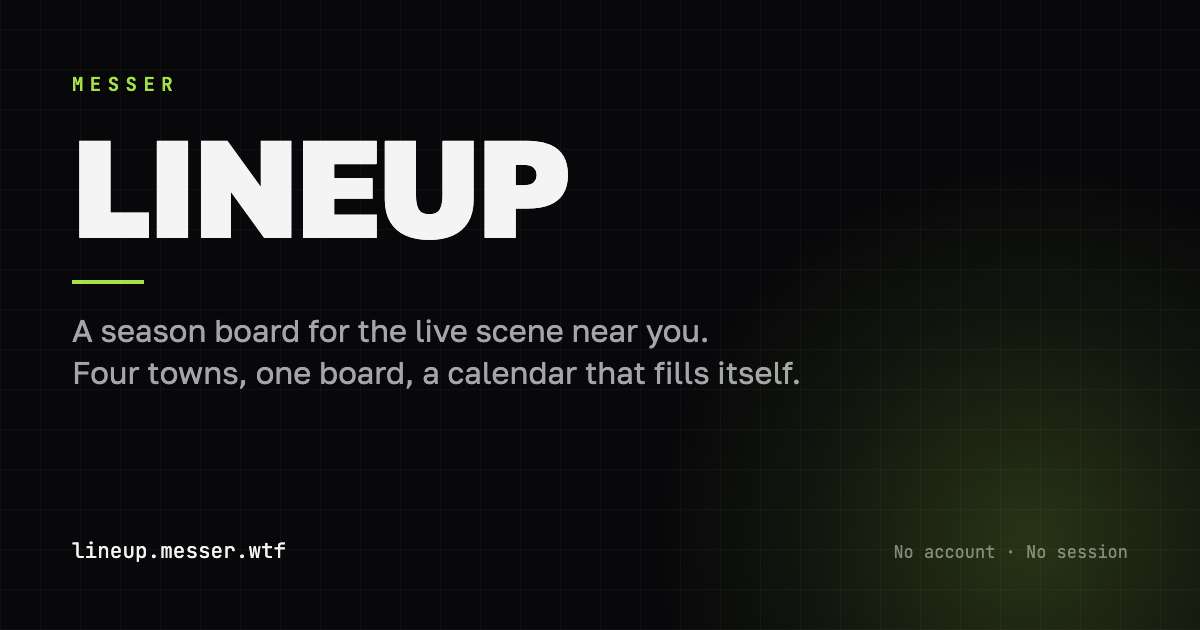 MESSER
LINEUP
A season board for the live scene near you.
Four towns, one board, a calendar that fills itself.
lineup.messer.wtf
No account · No session